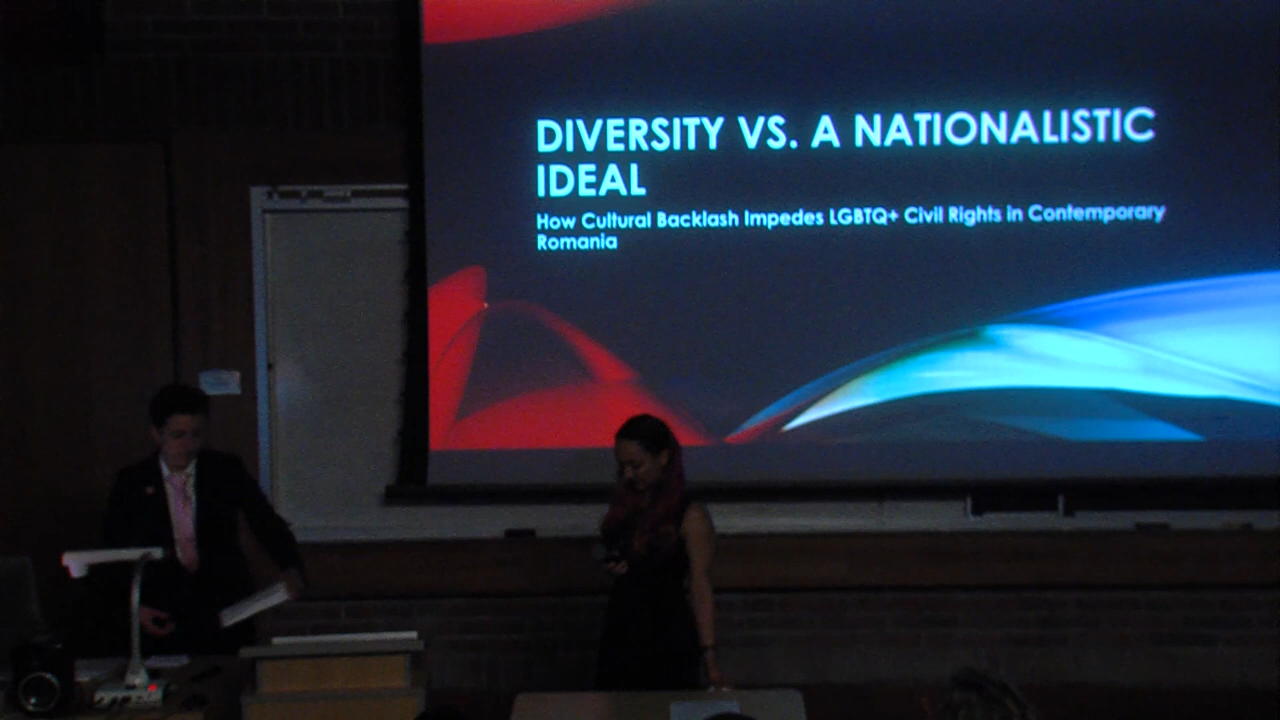 DIVERSITY VS. A NATIONALISTIC
IDEAL
How Cultural Backlash Impedes LGBTQ+ Civil Rights in Contemporary
Romania